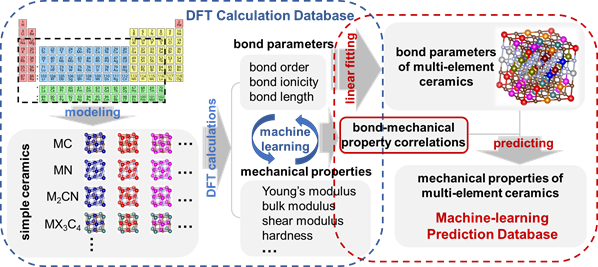 DFT Calculation Database
modeling
simple ceramics
MC
MN
M₂CN
MX₃C₄
DFT calculations
bond parameters
bond order
bond ionicity
bond length
machine
learning
mechanical properties
Young's modulus
bulk modulus
shear modulus
hardness
...
linear fitting
bond parameters
of multi-element
ceramics
bond-mechanical
property correlations
predicting
mechanical properties of
multi-element ceramics
Machine-learning
Prediction Database